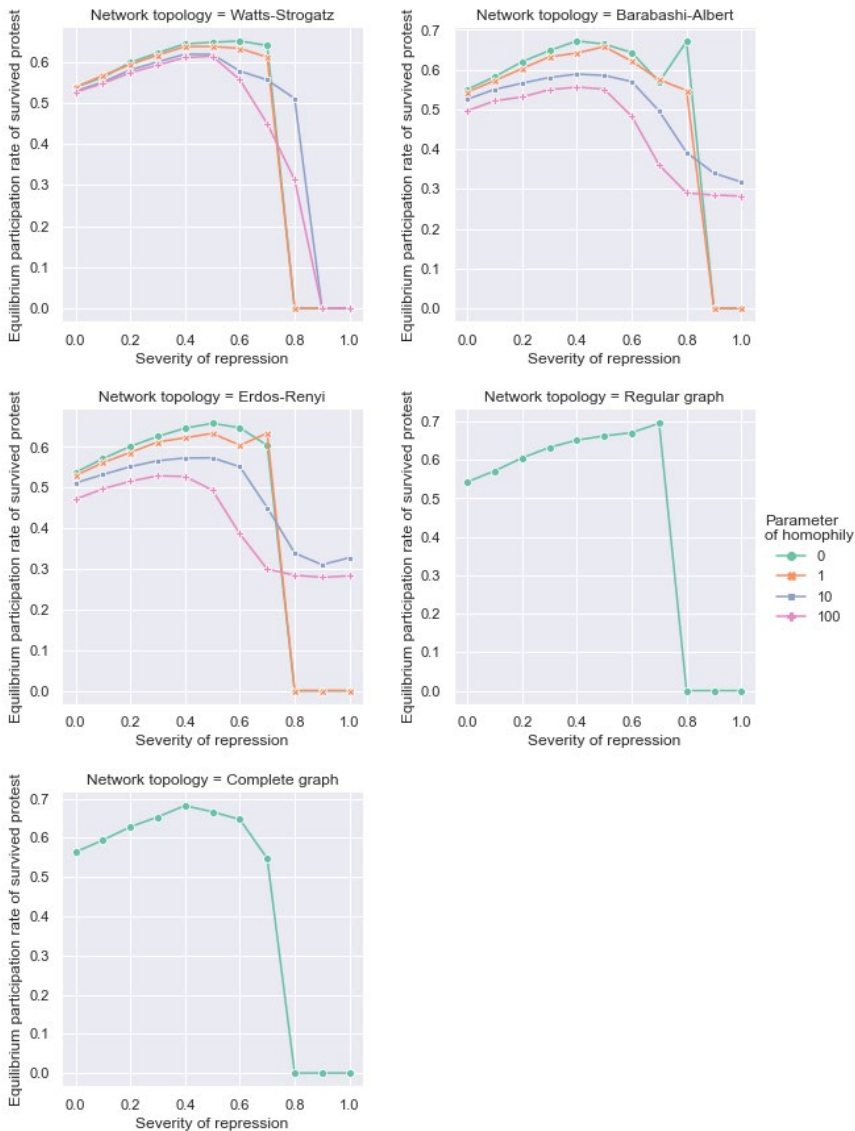 Network topology = Watts-Strogatz
Equilibrium participation rate of survived protest
0.6
0.5
0.4
0.3
0.2
0.1
0.0
0.0 0.2 0.4 0.6 0.8 1.0
Severity of repression
Network topology = Barabashi-Albert
Equilibrium participation rate of survived protest
0.7
0.6
0.5
0.4
0.3
0.2
0.1
0.0
0.0 0.2 0.4 0.6 0.8 1.0
Severity of repression
Network topology = Erdos-Renyi
Equilibrium participation rate of survived protest
0.6
0.5
0.4
0.3
0.2
0.1
0.0
0.0 0.2 0.4 0.6 0.8 1.0
Severity of repression
Network topology = Regular graph
Equilibrium participation rate of survived protest
0.7
0.6
0.5
0.4
0.3
0.2
0.1
0.0
0.0 0.2 0.4 0.6 0.8 1.0
Severity of repression
Parameter
of homophily
0
1
10
100
Network topology = Complete graph
Equilibrium participation rate of survived protest
0.7
0.6
0.5
0.4
0.3
0.2
0.1
0.0
0.0 0.2 0.4 0.6 0.8 1.0
Severity of repression